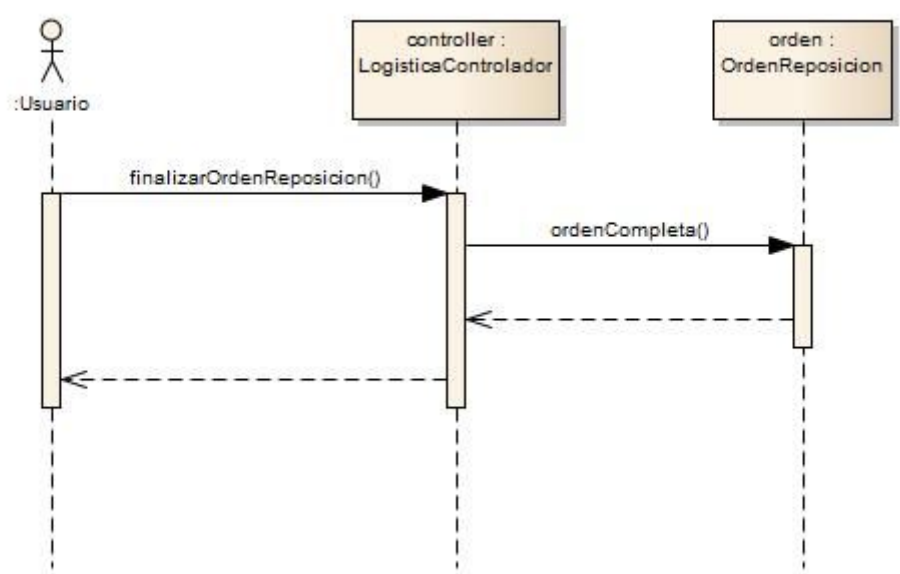 controller :
LogisticaControlador
orden :
OrdenReposicion
:Usuario
finalizarOrdenReposicion()
ordenCompleta()